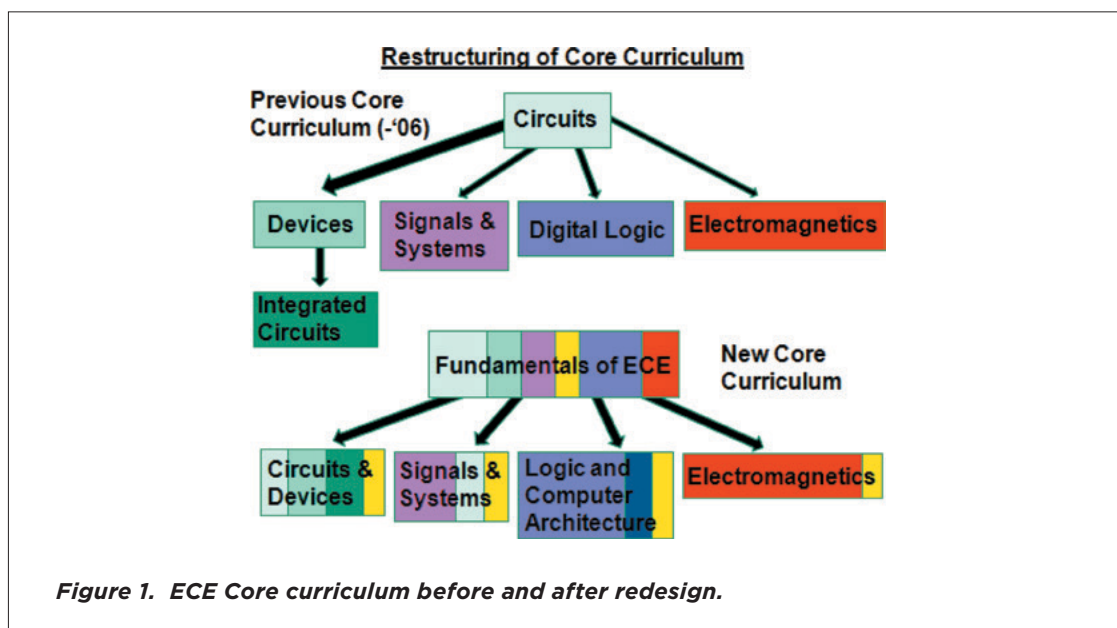 Restructuring of Core Curriculum
Previous Core
Curriculum (-‘06)
Circuits
Devices
Signals &
Systems
Digital Logic
Electromagnetics
Integrated
Circuits
Fundamentals of ECE
New Core
Curriculum
Circuits &
Devices
Signals &
Systems
Logic and
Computer
Architecture
Electromagnetics
Figure 1. ECE Core curriculum before and after redesign.